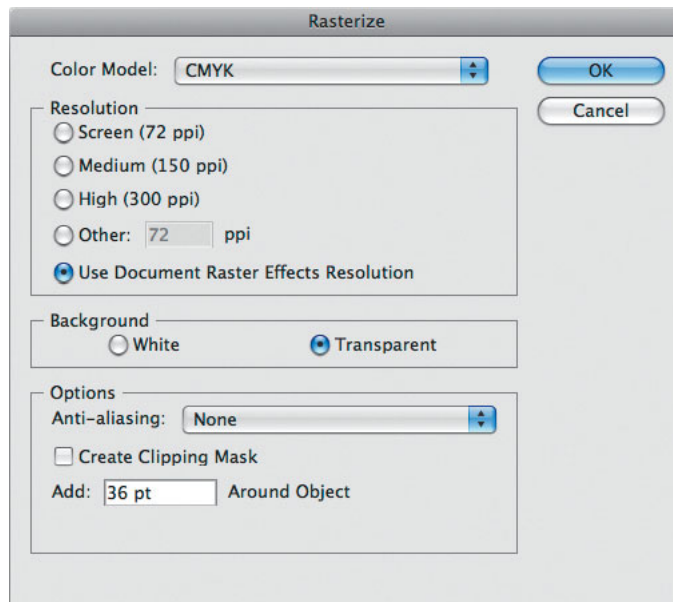 Rasterize
Color Model: CMYK
OK
Cancel
Resolution
Screen (72 ppi)
Medium (150 ppi)
High (300 ppi)
Other: 72 ppi
Use Document Raster Effects Resolution
Background
White Transparent
Options
Anti-aliasing: None
Create Clipping Mask
Add: 36 pt Around Object